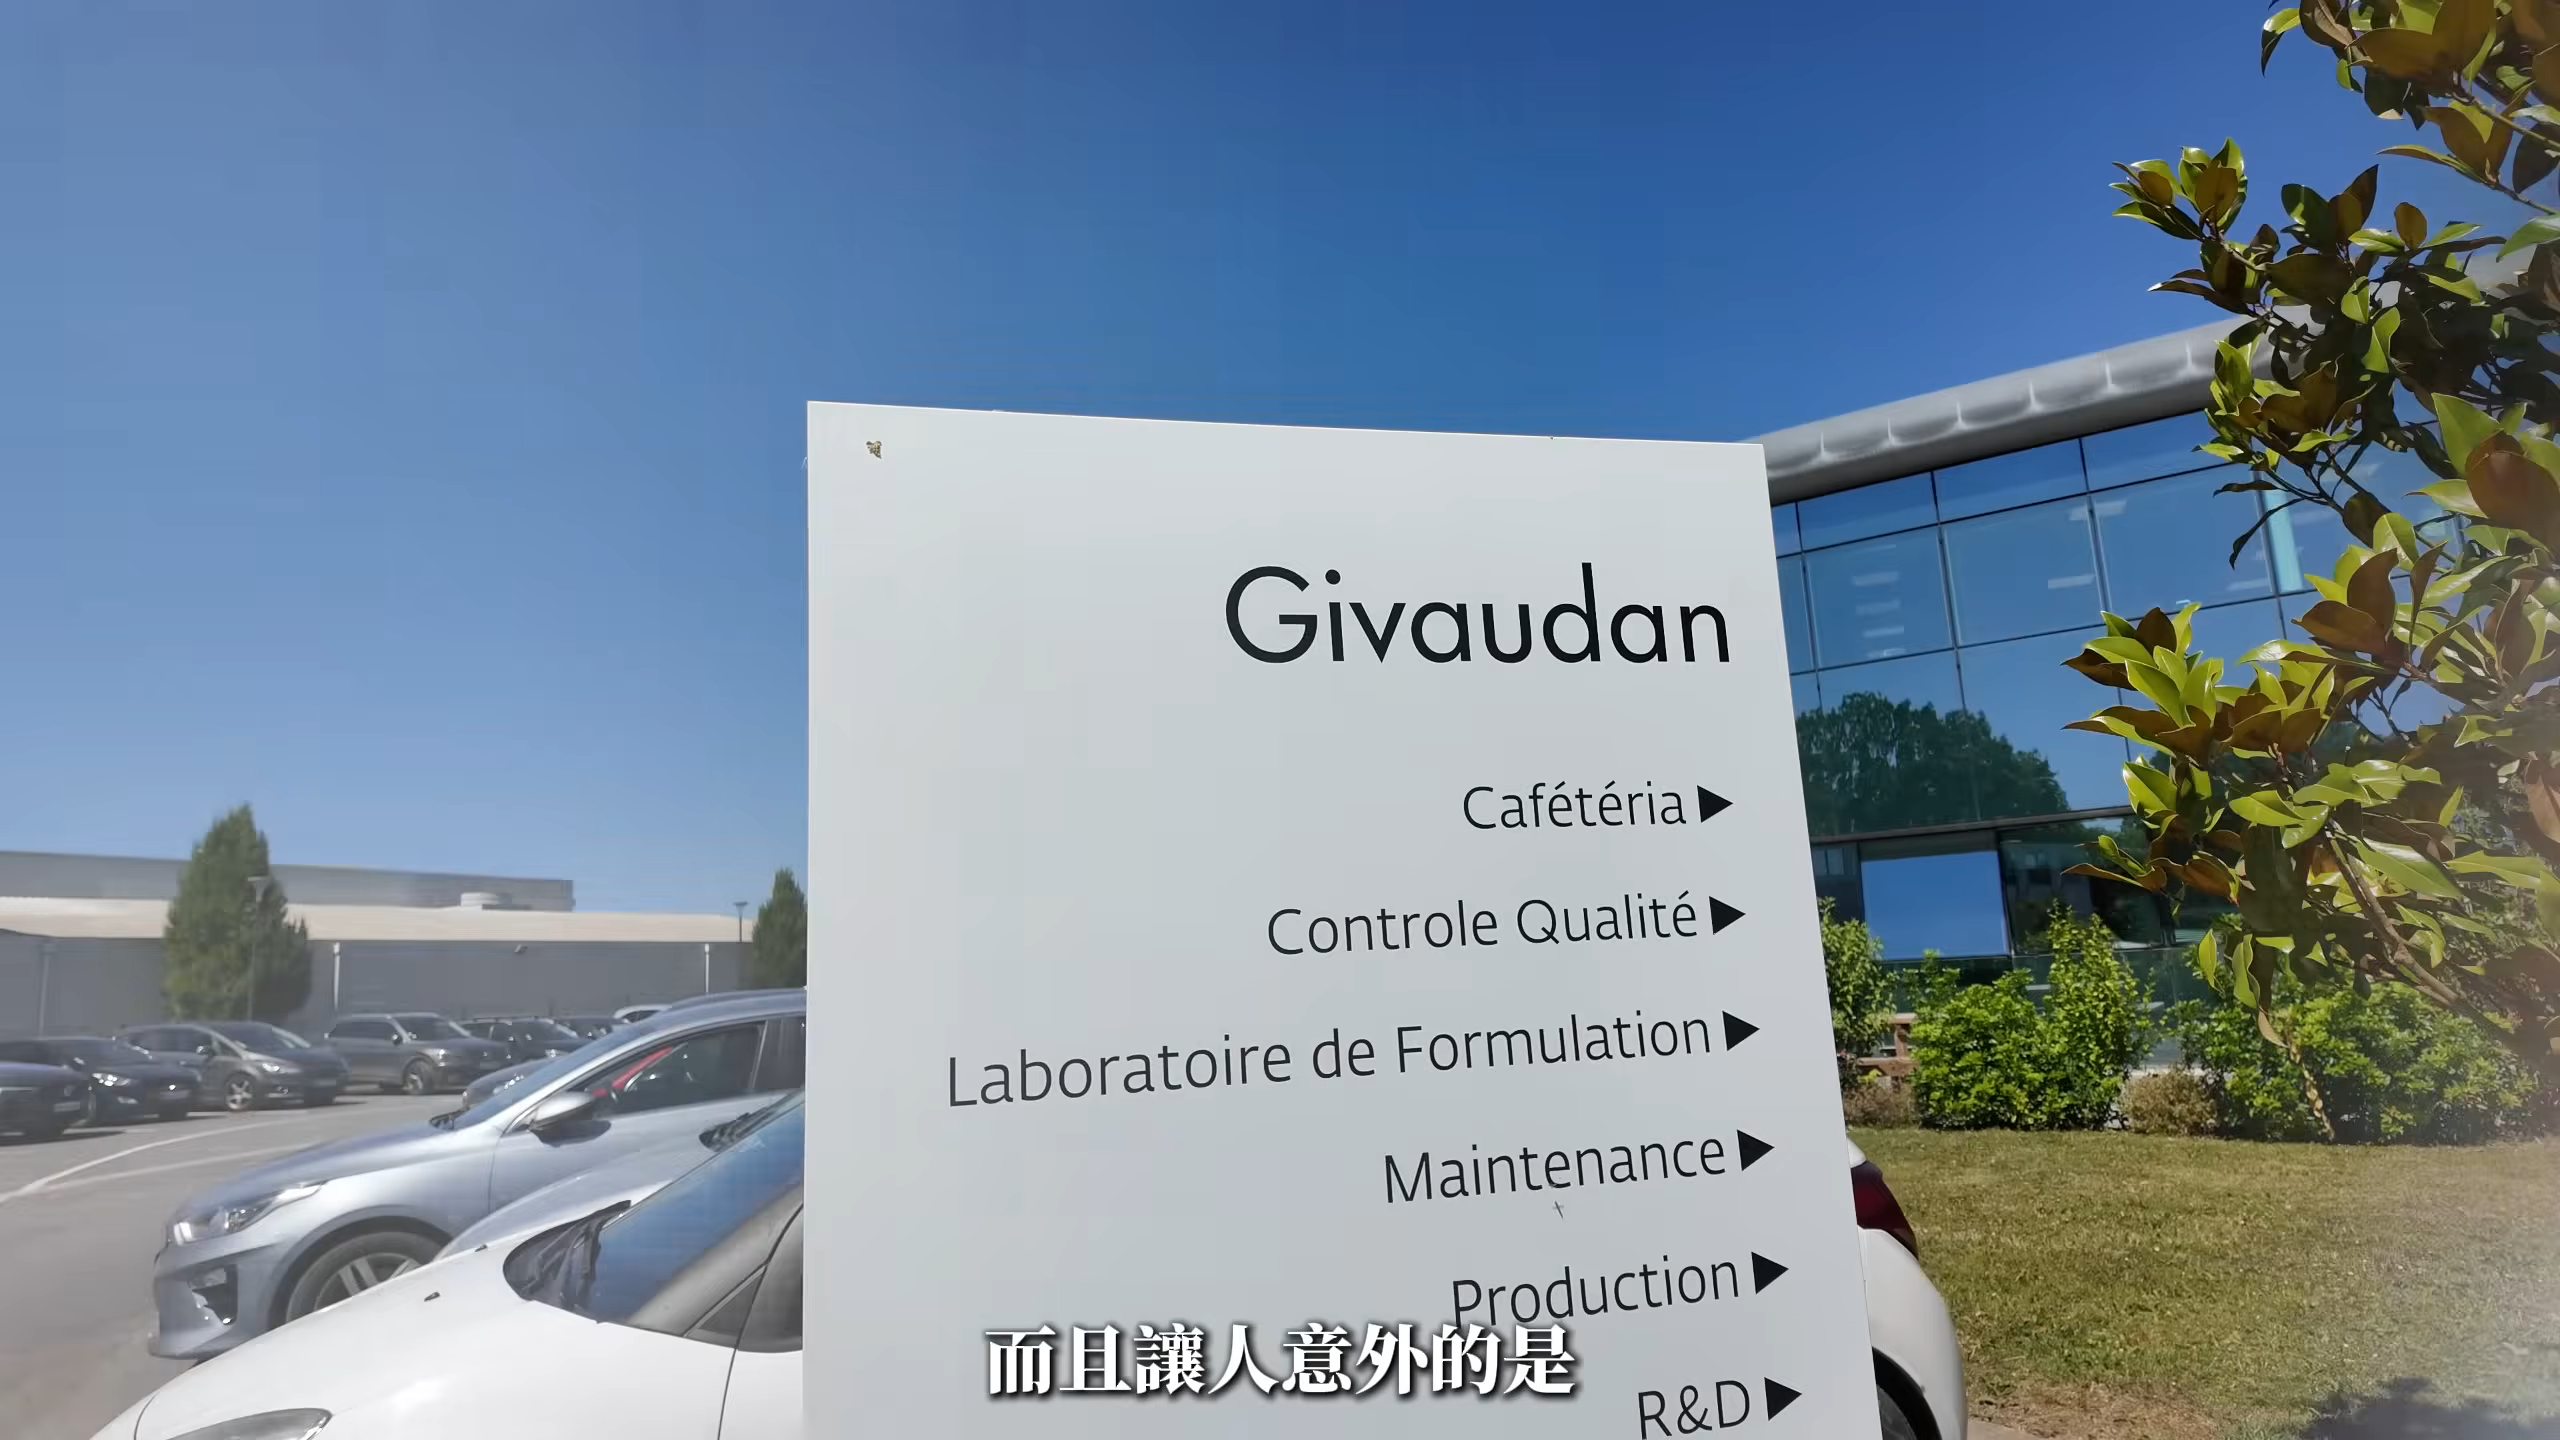 Givaudan
Cafétéria ▶
Controle Qualité ▶
Laboratoire de Formulation ▶
Maintenance ▶
Production ▶
而且讓人意外的是
R&D ▶